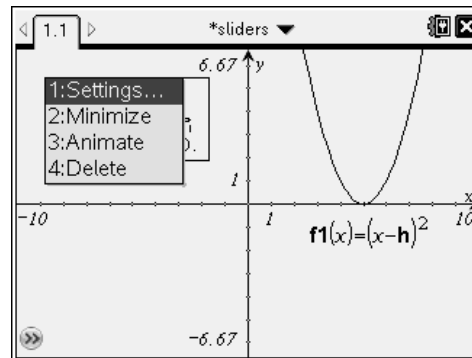 1.1 *sliders
6.67 y
1:Settings...
2:Minimize
3:Animate
4:Delete
1
x
-10 1 10
f1(x)=(x-h)²
-6.67